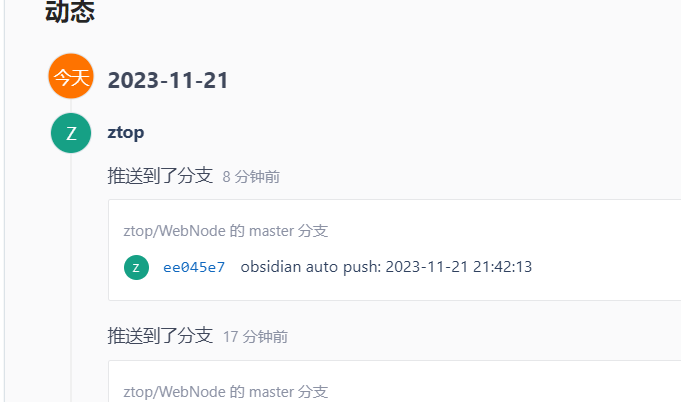 动态
今天 2023-11-21
Z ztop
推送到了分支 8 分钟前
ztop/WebNode 的 master 分支
Z ee045e7 obsidian auto push: 2023-11-21 21:42:13
推送到了分支 17 分钟前
ztop/WebNode 的 master 分支